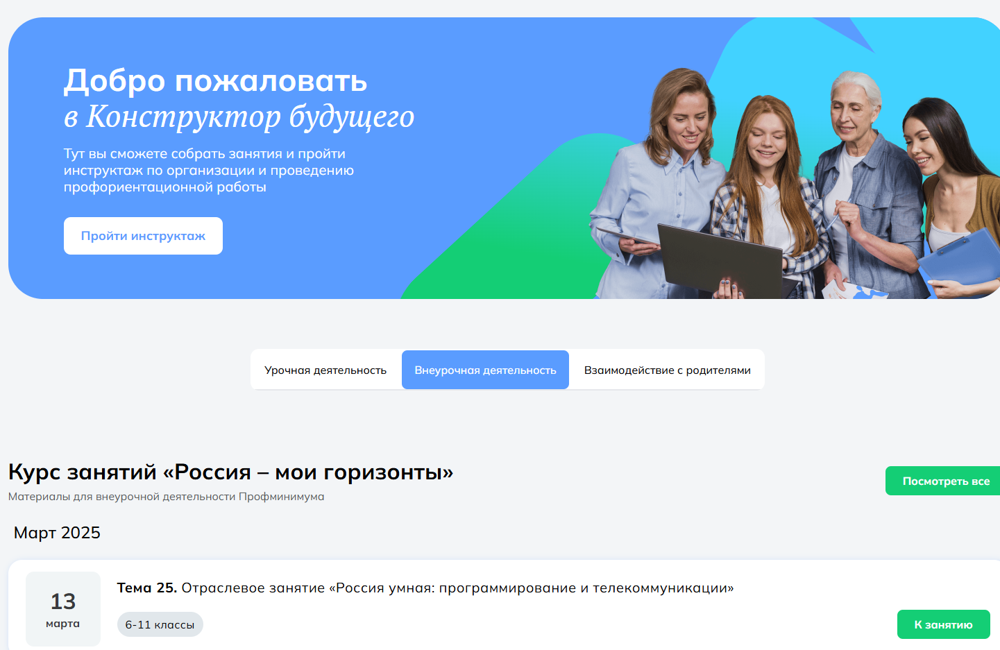 Добро пожаловать
в Конструктор будущего
Тут вы сможете собрать занятия и пройти
инструктаж по организации и проведению
профориентационной работы
Пройти инструктаж
Урочная деятельность
Внеурочная деятельность
Взаимодействие с родителями
Курс занятий «Россия – мои горизонты»
Посмотреть все
Материалы для внеурочной деятельности Профминимума
Март 2025
13
марта
Тема 25. Отраслевое занятие «Россия умная: программирование и телекоммуникации»
6-11 классы
К занятию